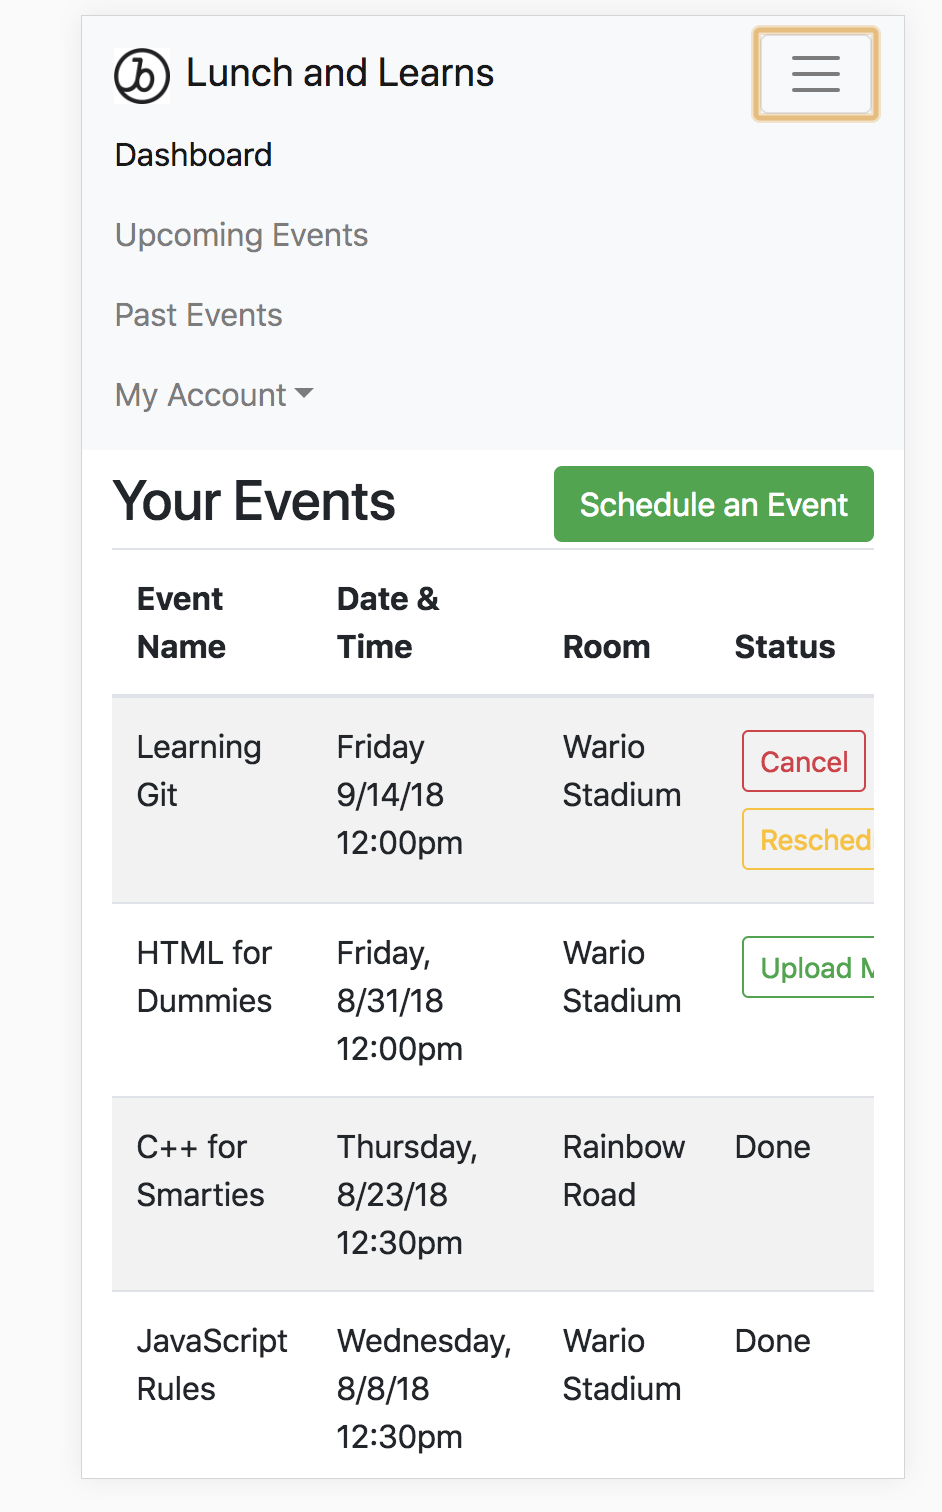 jb Lunch and Learns
Dashboard
Upcoming Events
Past Events
My Account
Your Events
Schedule an Event
Event Name
Date & Time
Room
Status
Learning Git
Friday 9/14/18 12:00pm
Wario Stadium
Cancel
Resched
HTML for Dummies
Friday, 8/31/18 12:00pm
Wario Stadium
Upload M
C++ for Smarties
Thursday, 8/23/18 12:30pm
Rainbow Road
Done
JavaScript Rules
Wednesday, 8/8/18 12:30pm
Wario Stadium
Done